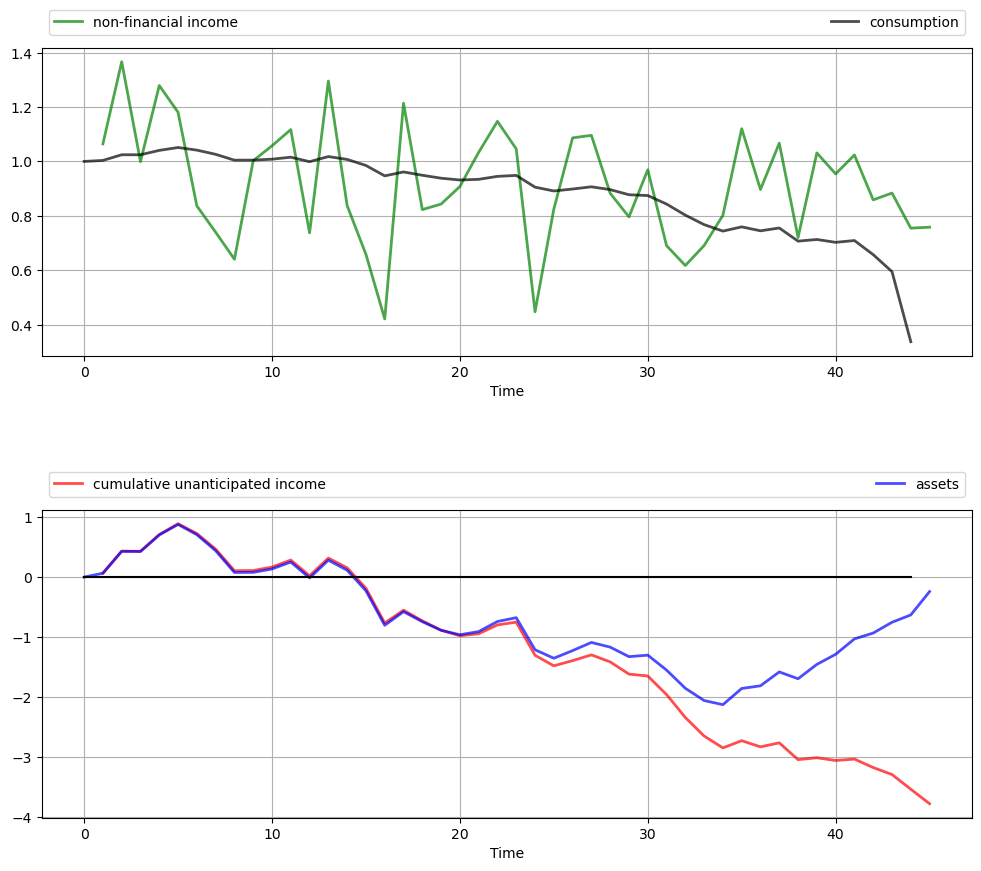 non-financial income consumption
1.4
1.2
1.0
0.8
0.6
0.4
0 10 20 30 40
Time
cumulative unanticipated income assets
1
0
−1
−2
−3
−4
0 10 20 30 40
Time